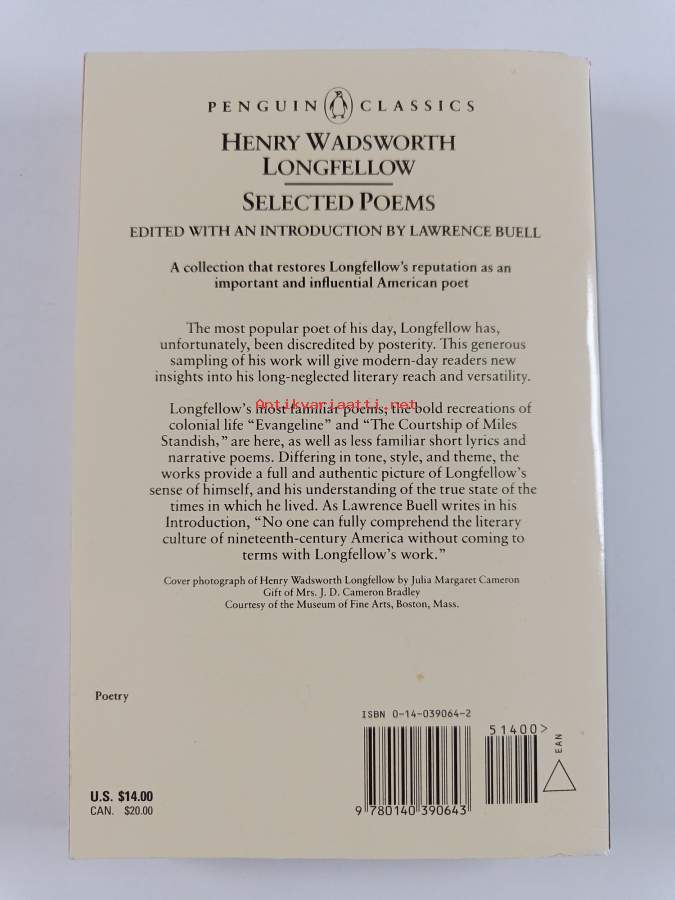 PENGUIN CLASSICS
HENRY WADSWORTH
LONGFELLOW
SELECTED POEMS
EDITED WITH AN INTRODUCTION BY LAWRENCE BUELL
A collection that restores Longfellow's reputation as an
important and influential American poet
The most popular poet of his day, Longfellow has,
unfortunately, been discredited by posterity. This generous
sampling of his work will give modern-day readers new
insights into his long-neglected literary reach and versatility.
Antikvariaatti.net
Longfellow's most familiar poems, the bold recreations of
colonial life “Evangeline” and “The Courtship of Miles
Standish,” are here, as well as less familiar short lyrics and
narrative poems. Differing in tone, style, and theme, the
works provide a full and authentic picture of Longfellow's
sense of himself, and his understanding of the true state of the
times in which he lived. As Lawrence Buell writes in his
Introduction, “No one can fully comprehend the literary
culture of nineteenth-century America without coming to
terms with Longfellow's work.”
Cover photograph of Henry Wadsworth Longfellow by Julia Margaret Cameron
Gift of Mrs. J. D. Cameron Bradley
Courtesy of the Museum of Fine Arts, Boston, Mass.
Poetry
ISBN 0-14-039064-2
51400>
EAN
U.S. $14.00
CAN. $20.00
9 780140 390643